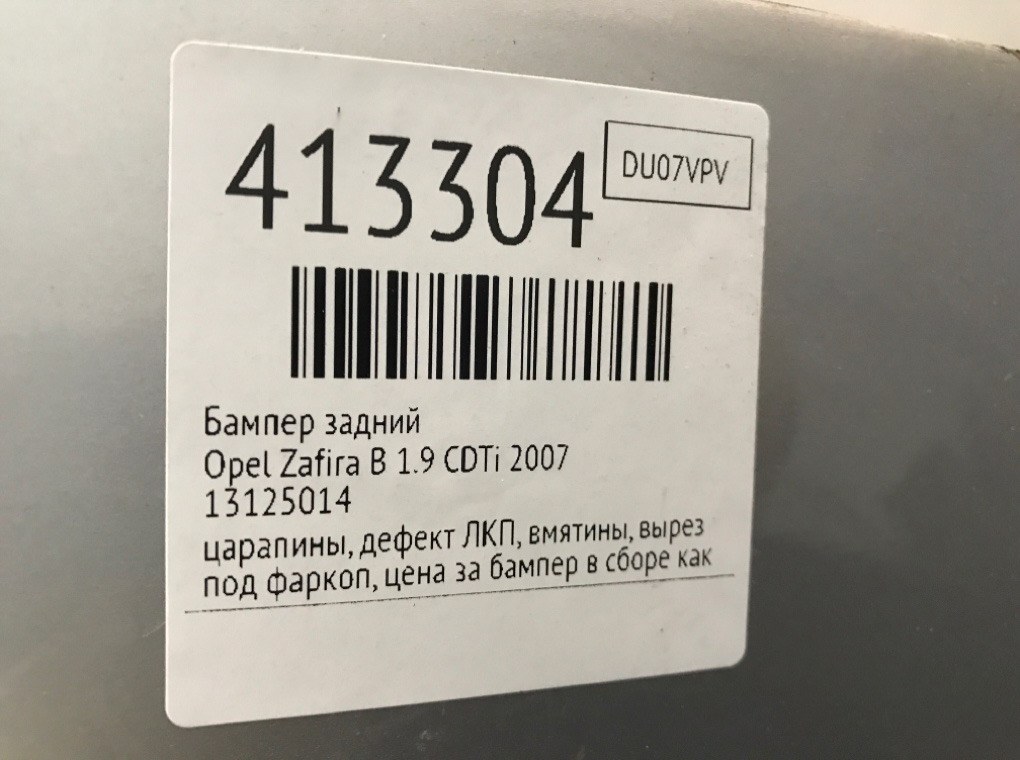 413304
DU07VPV
Бампер задний
Opel Zafira B 1.9 CDTi 2007
13125014
царапины, дефект ЛКП, вмятины, вырез
под фаркоп, цена за бампер в сборе как